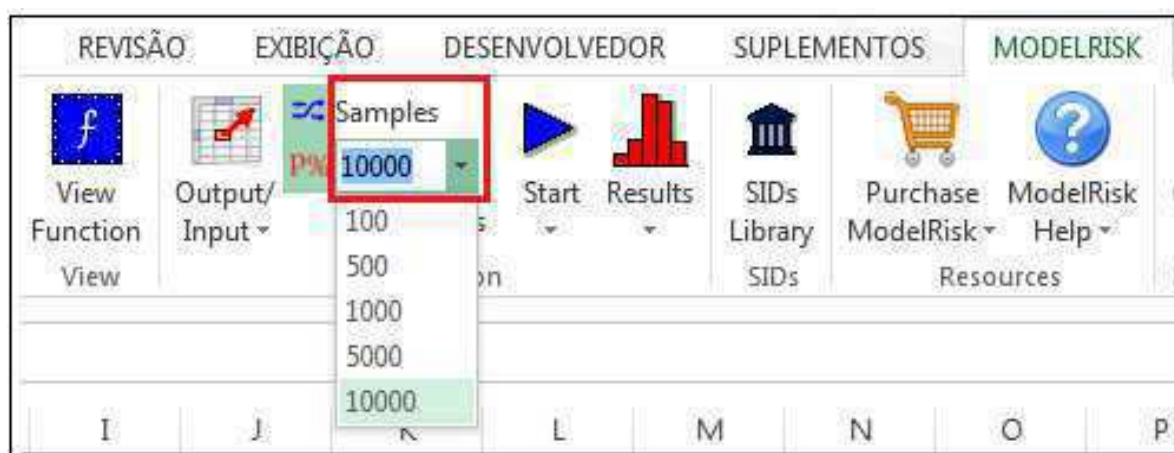 REVISÃO EXIBIÇÃO DESENVOLVEDOR SUPLEMENTOS MODELRISK
Samples
P% 10000
View Output/ Start Results SIDs Purchase ModelRisk
Function Input Library ModelRisk Help
100
View SIDs Resources
500
1000
5000
10000
I J K L M N O P